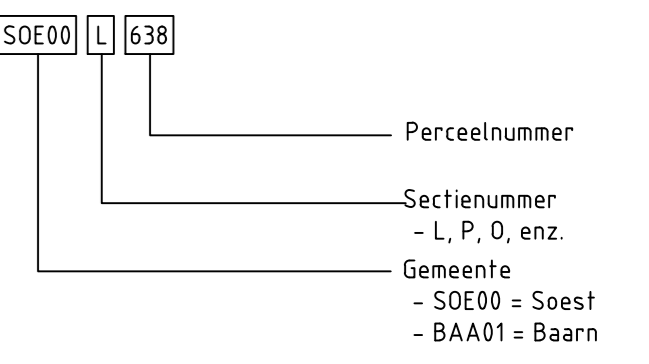 SOE00 L 638
Perceelnummer
Sectienummer
- L, P, O, enz.
Gemeente
- SOE00 = Soest
- BAA01 = Baarn